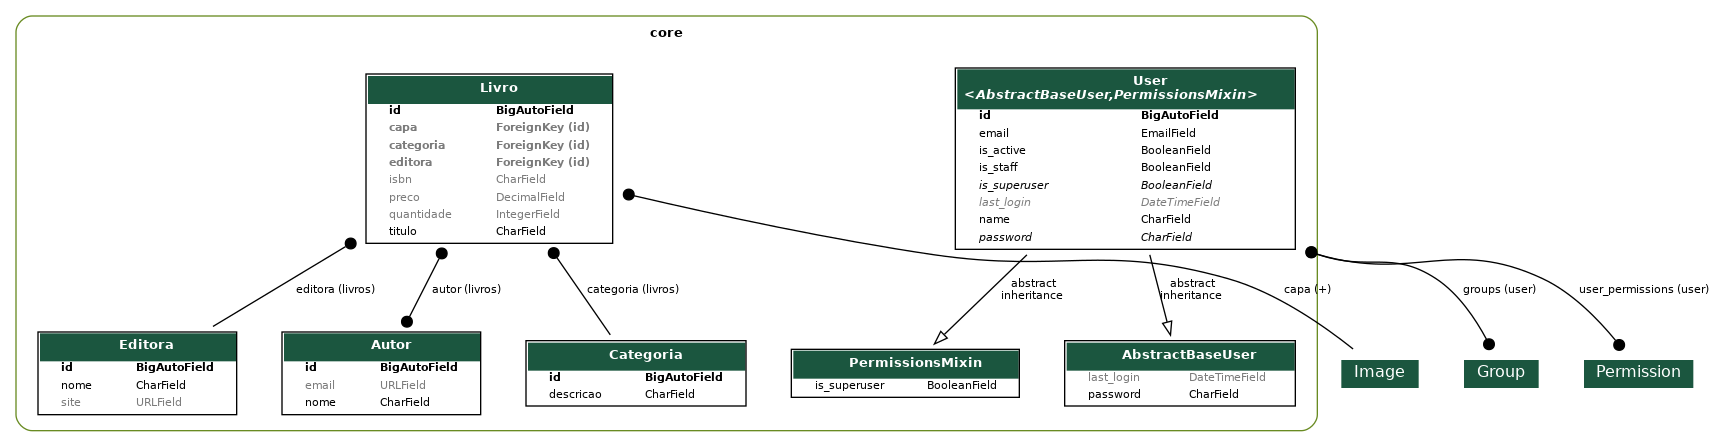 core
Livro
id BigAutoField
capa ForeignKey (id)
categoria ForeignKey (id)
editora ForeignKey (id)
isbn CharField
preco DecimalField
quantidade IntegerField
titulo CharField
User
<AbstractBaseUser,PermissionsMixin>
id BigAutoField
email EmailField
is_active BooleanField
is_staff BooleanField
is_superuser BooleanField
last_login DateTimeField
name CharField
password CharField
editora (livros)
autor (livros)
categoria (livros)
abstract
inheritance
abstract
inheritance
capa (+)
groups (user)
user_permissions (user)
Editora
id BigAutoField
nome CharField
site URLField
Autor
id BigAutoField
email URLField
nome CharField
Categoria
id BigAutoField
descricao CharField
PermissionsMixin
is_superuser BooleanField
AbstractBaseUser
last_login DateTimeField
password CharField
Image
Group
Permission